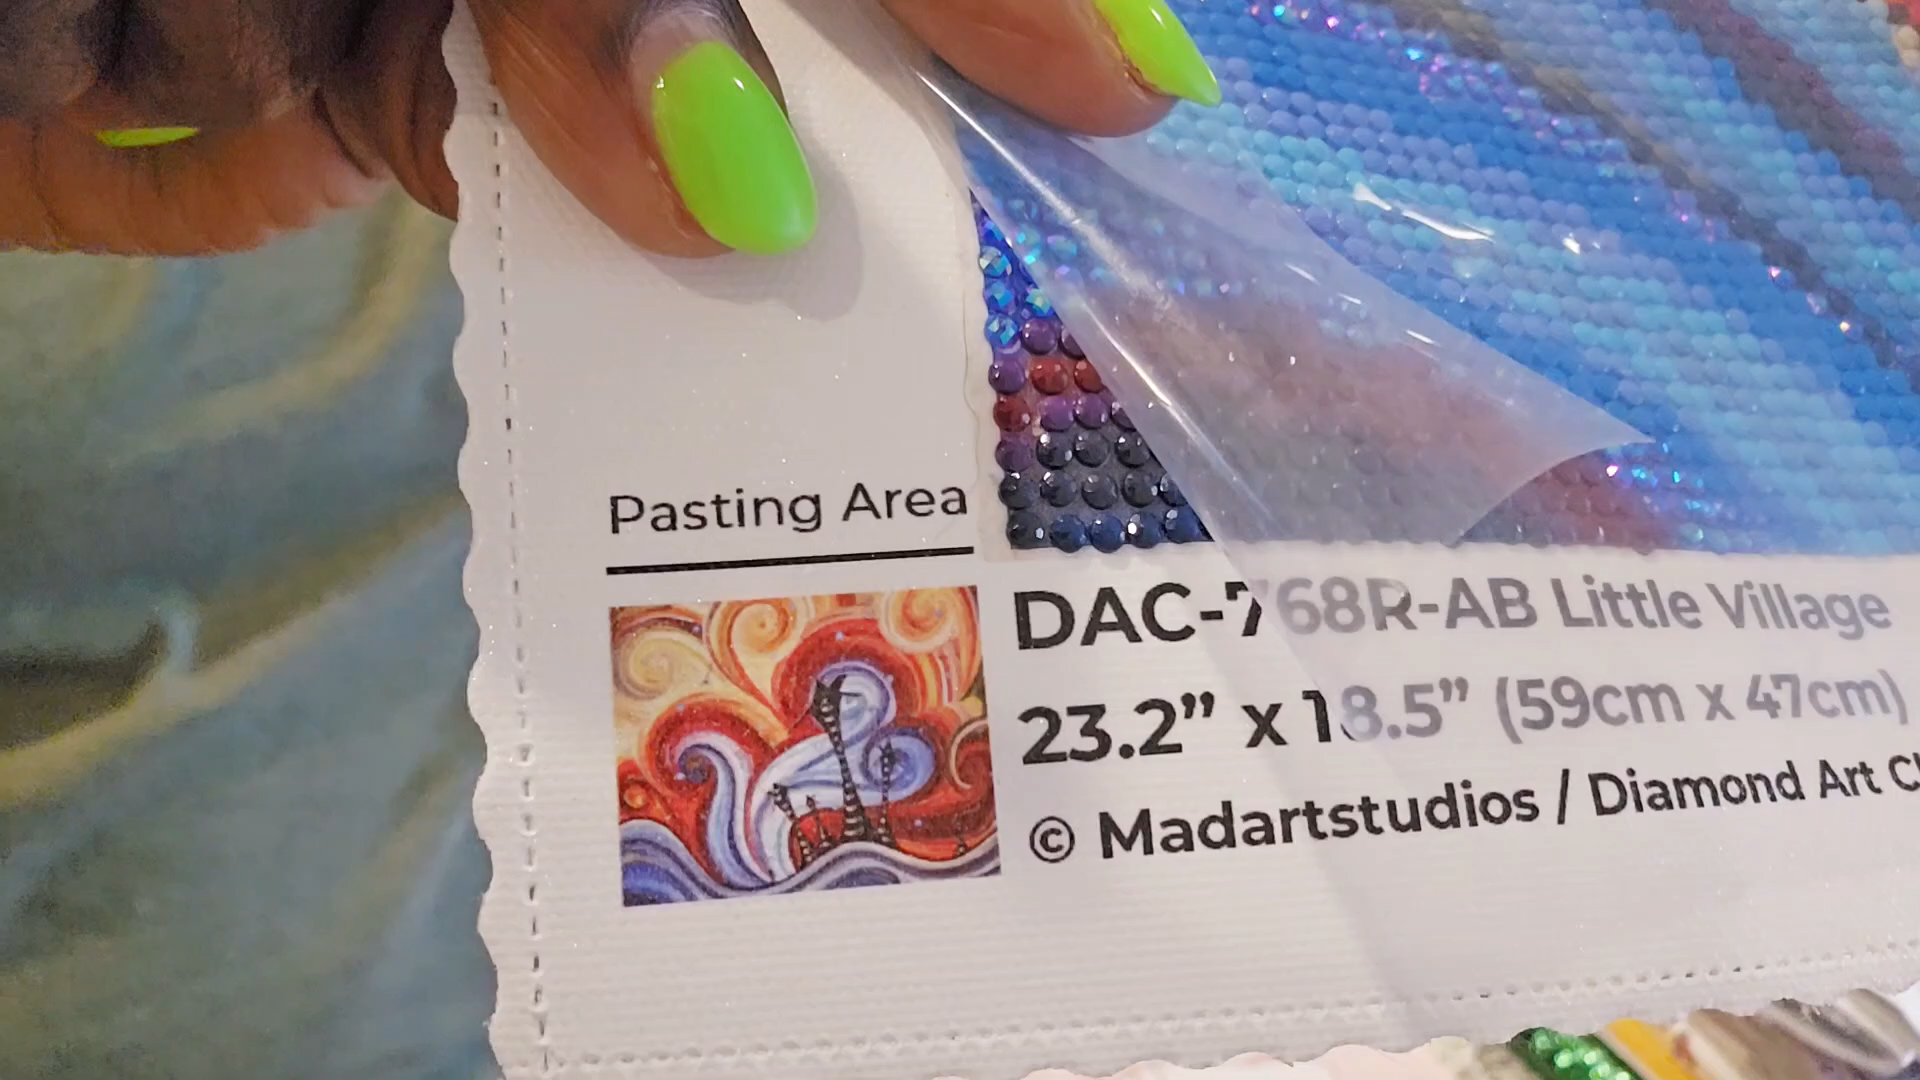 Pasting Area
DAC-768R-AB Little Village
23.2” x 18.5” (59cm x 47cm)
© Madartstudios / Diamond Art